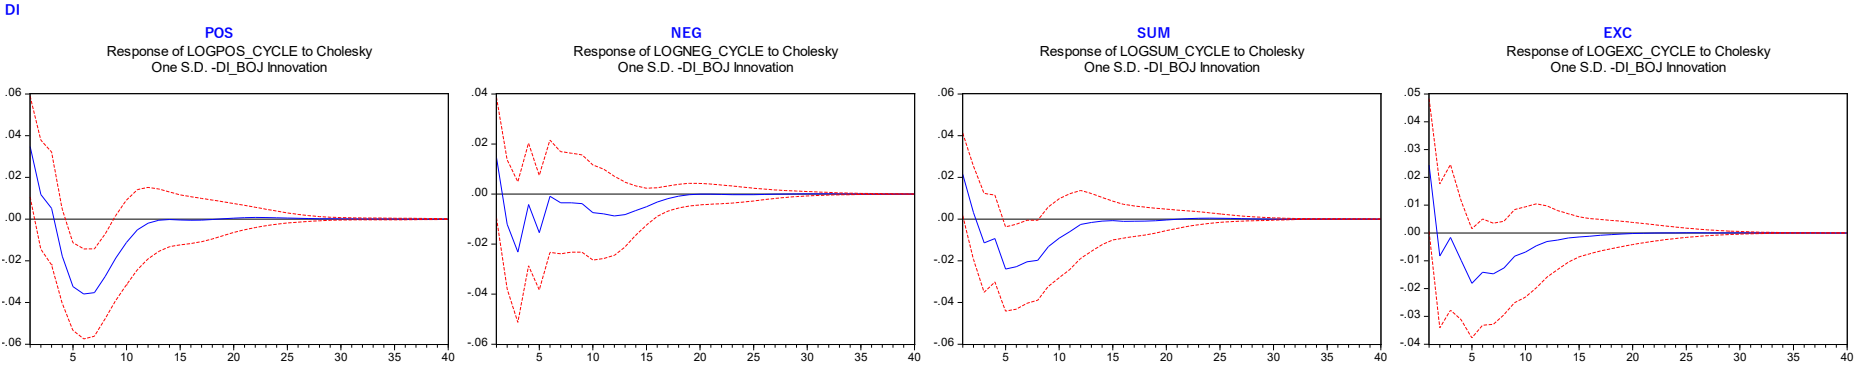 DI
POS
Response of LOGPOS_CYCLE to Cholesky
One S.D. -DI_BOJ Innovation
.06
.04
.02
.00
-.02
-.04
-.06
5 10 15 20 25 30 35 40
NEG
Response of LOGNEG_CYCLE to Cholesky
One S.D. -DI_BOJ Innovation
.04
.02
.00
-.02
-.04
-.06
5 10 15 20 25 30 35 40
SUM
Response of LOGSUM_CYCLE to Cholesky
One S.D. -DI_BOJ Innovation
.06
.04
.02
.00
-.02
-.04
-.06
5 10 15 20 25 30 35 40
EXC
Response of LOGEXC_CYCLE to Cholesky
One S.D. -DI_BOJ Innovation
.05
.04
.03
.02
.01
.00
-.01
-.02
-.03
-.04
5 10 15 20 25 30 35 40